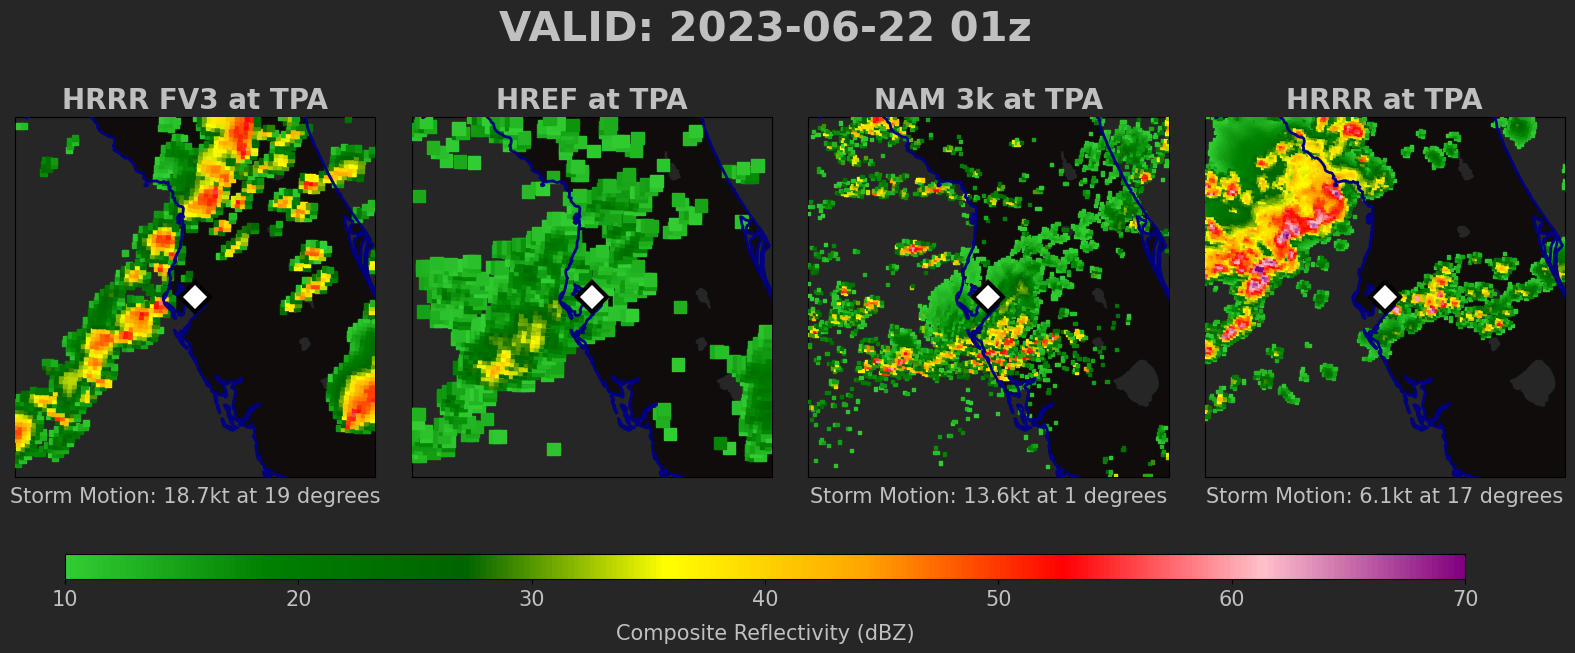 VALID: 2023-06-22 01z
HRRR FV3 at TPA
HREF at TPA
NAM 3k at TPA
HRRR at TPA
Storm Motion: 18.7kt at 19 degrees
Storm Motion: 13.6kt at 1 degrees
Storm Motion: 6.1kt at 17 degrees
10 20 30 40 50 60 70
Composite Reflectivity (dBZ)